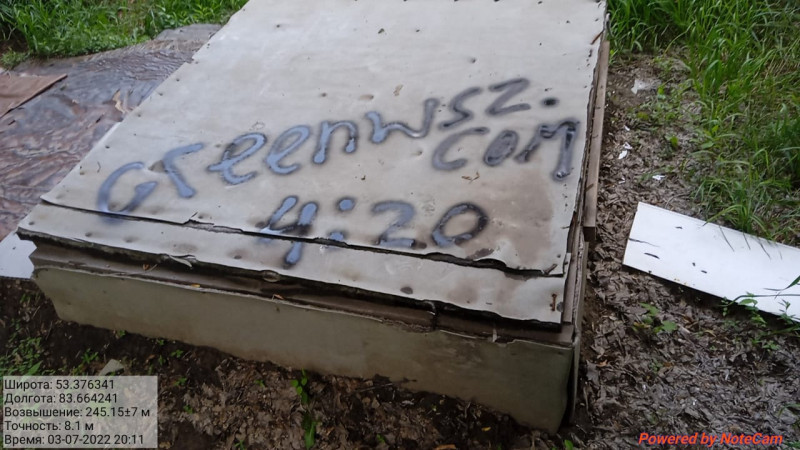 Greenwsz.
com
4:20
Широта: 53.376341
Долгота: 83.664241
Возвышение: 245.15±7 м
Точность: 8.1 м
Время: 03-07-2022 20:11
Powered by NoteCam